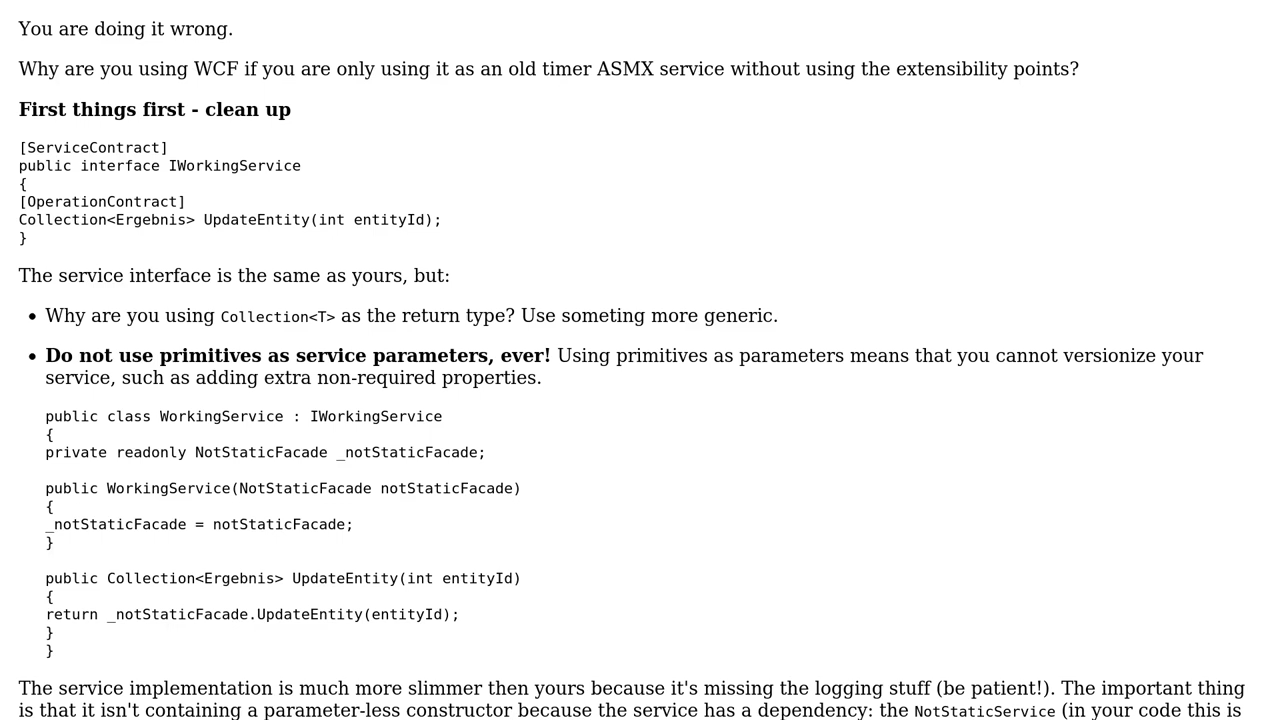 You are doing it wrong.
Why are you using WCF if you are only using it as an old timer ASMX service without using the extensibility points?
First things first - clean up
[ServiceContract]
public interface IWorkingService
{
[OperationContract]
Collection<Ergebnis> UpdateEntity(int entityId);
}
The service interface is the same as yours, but:
• Why are you using Collection<T> as the return type? Use someting more generic.
• Do not use primitives as service parameters, ever! Using primitives as parameters means that you cannot versionize your
service, such as adding extra non-required properties.
public class WorkingService : IWorkingService
{
private readonly NotStaticFacade _notStaticFacade;
public WorkingService(NotStaticFacade notStaticFacade)
{
_notStaticFacade = notStaticFacade;
}
public Collection<Ergebnis> UpdateEntity(int entityId)
{
return _notStaticFacade.UpdateEntity(entityId);
}
}
The service implementation is much more slimmer then yours because it's missing the logging stuff (be patient!). The important thing
is that it isn't containing a parameter-less constructor because the service has a dependency: the NotStaticService (in your code this is